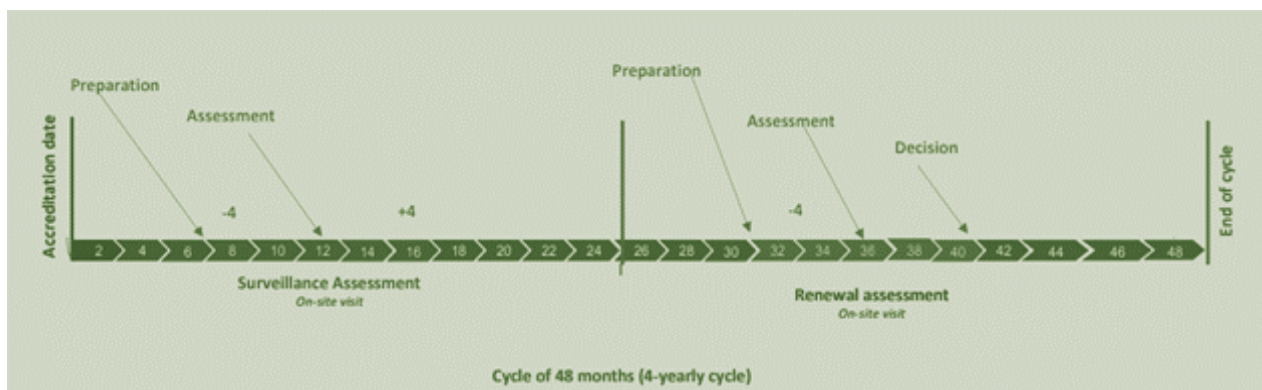 Accreditation date
Preparation
Assessment
-4
+4
Preparation
Assessment
-4
Decision
End of cycle
2 4 6 8 10 12 14 16 18 20 22 24 26 28 30 32 34 36 38 40 42 44 46 48
Surveillance Assessment
On-site visit
Renewal assessment
On-site visit
Cycle of 48 months (4-yearly cycle)